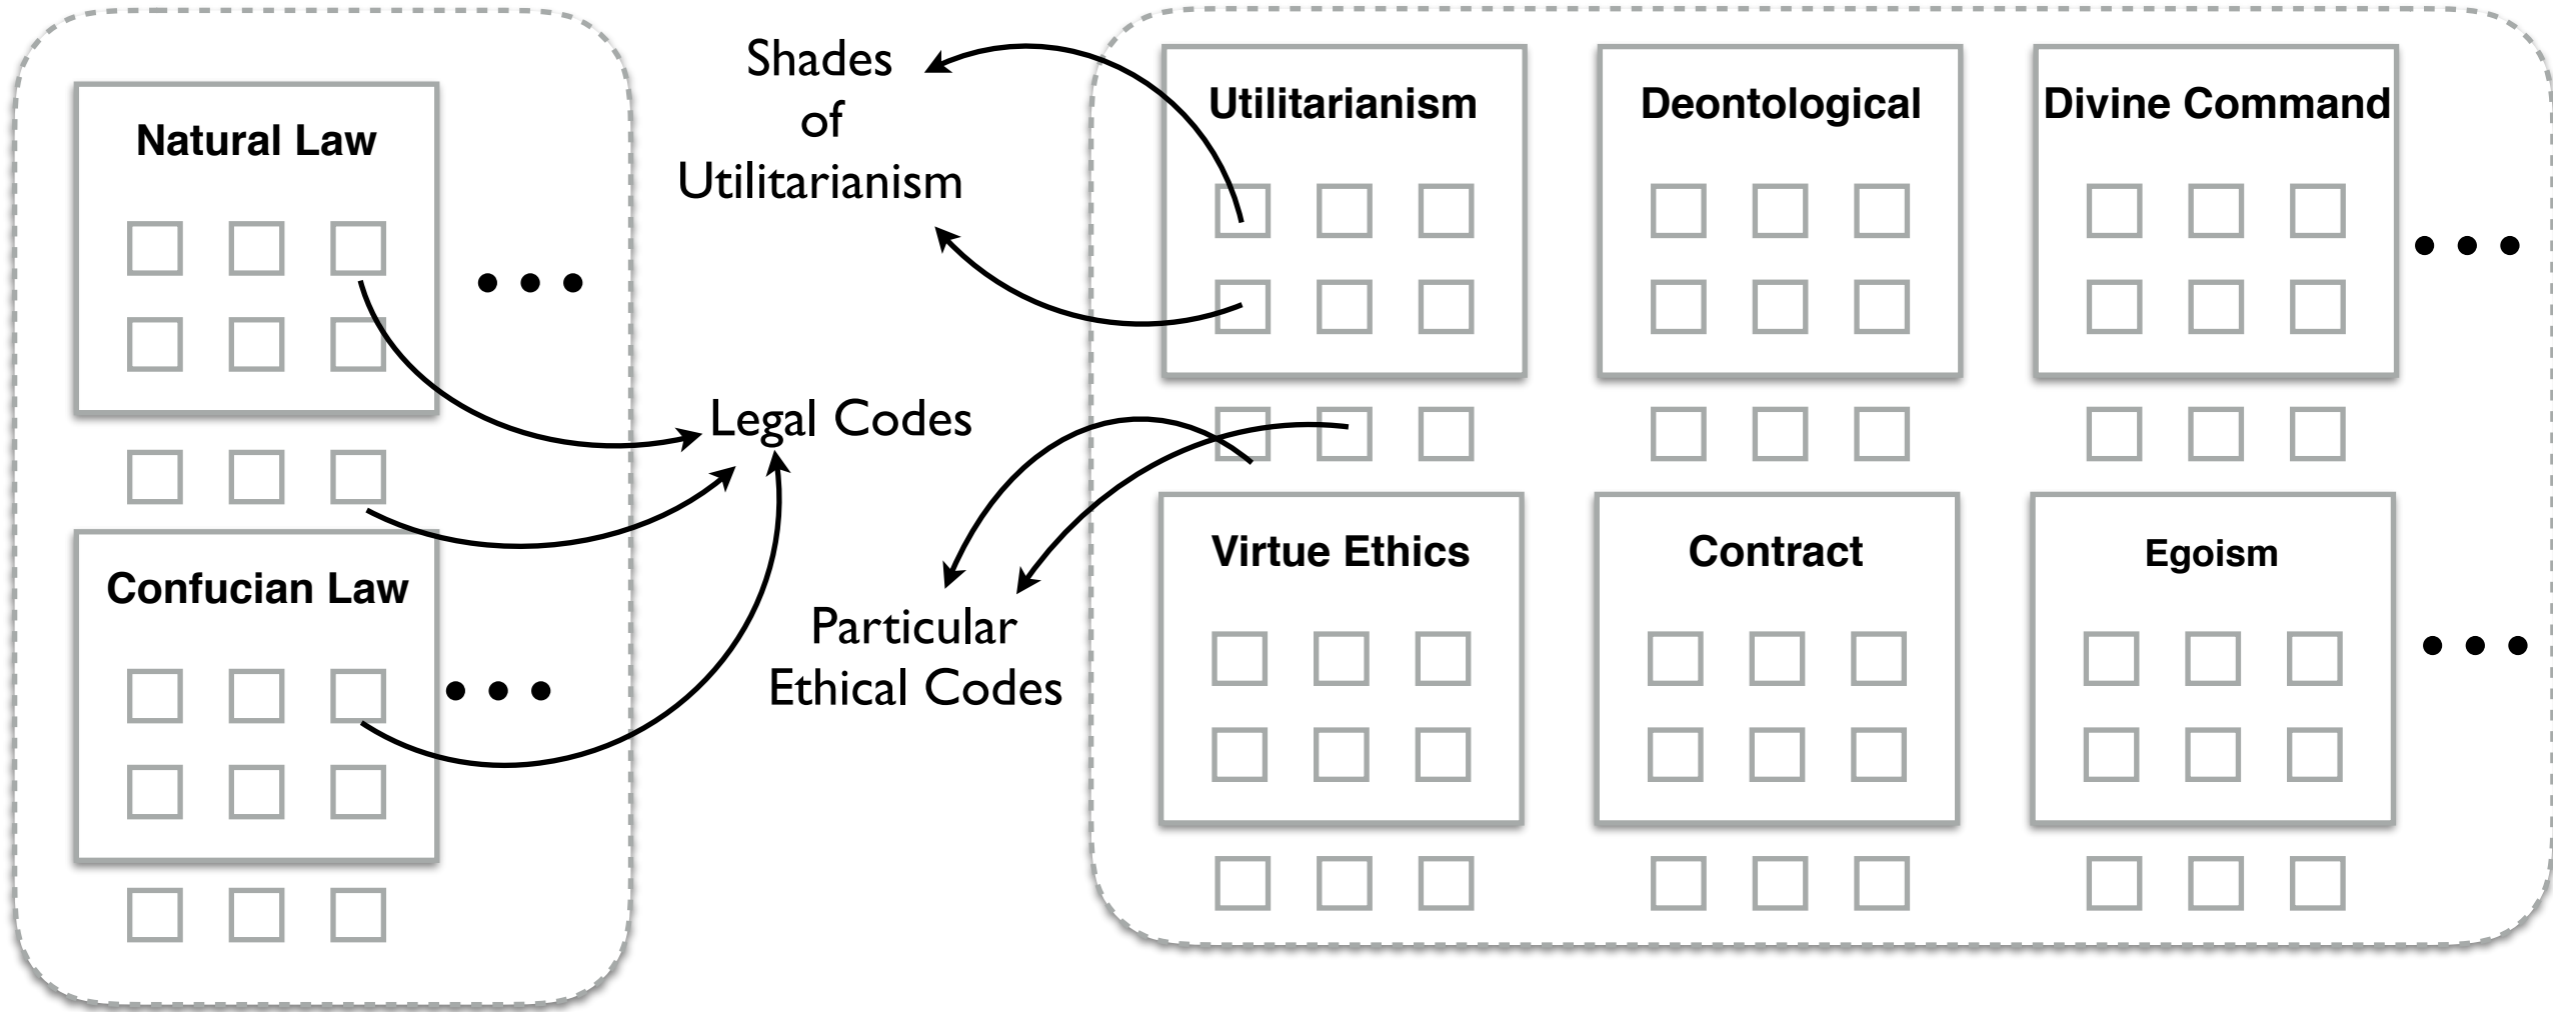 Natural Law
Confucian Law
Shades
of
Utilitarianism
Legal Codes
Particular
Ethical Codes
Utilitarianism
Deontological
Divine Command
Virtue Ethics
Contract
Egoism